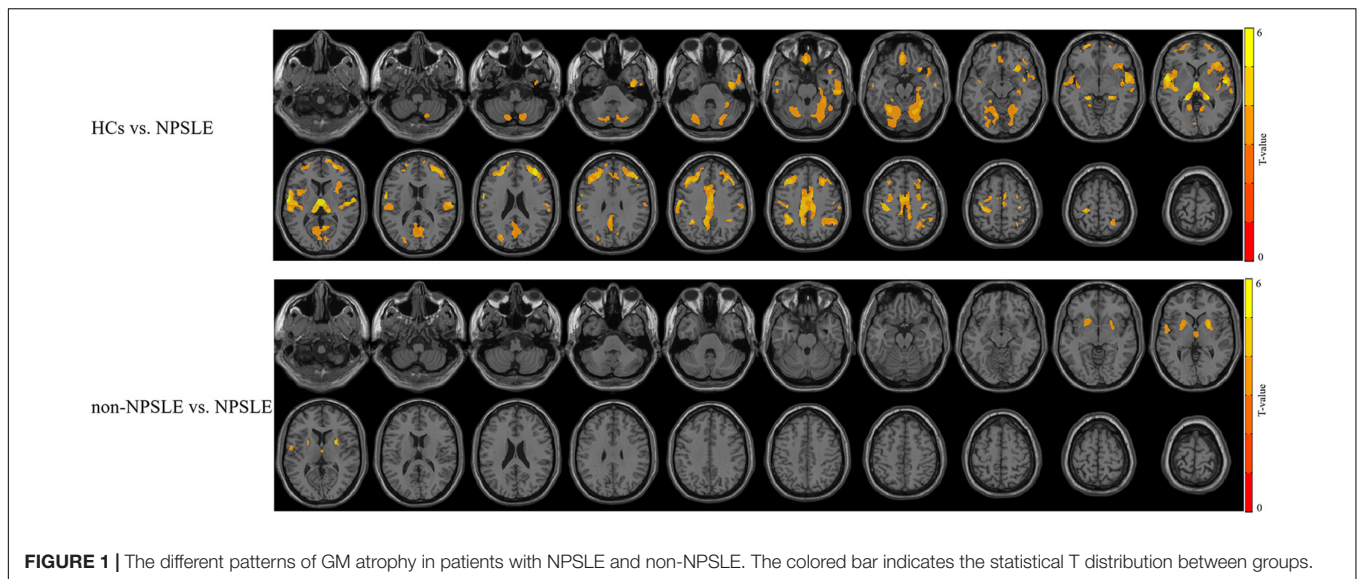 HCs vs. NPSLE
6
T-value
0
non-NPSLE vs. NPSLE
6
T-value
0
FIGURE 1 | The different patterns of GM atrophy in patients with NPSLE and non-NPSLE. The colored bar indicates the statistical T distribution between groups.